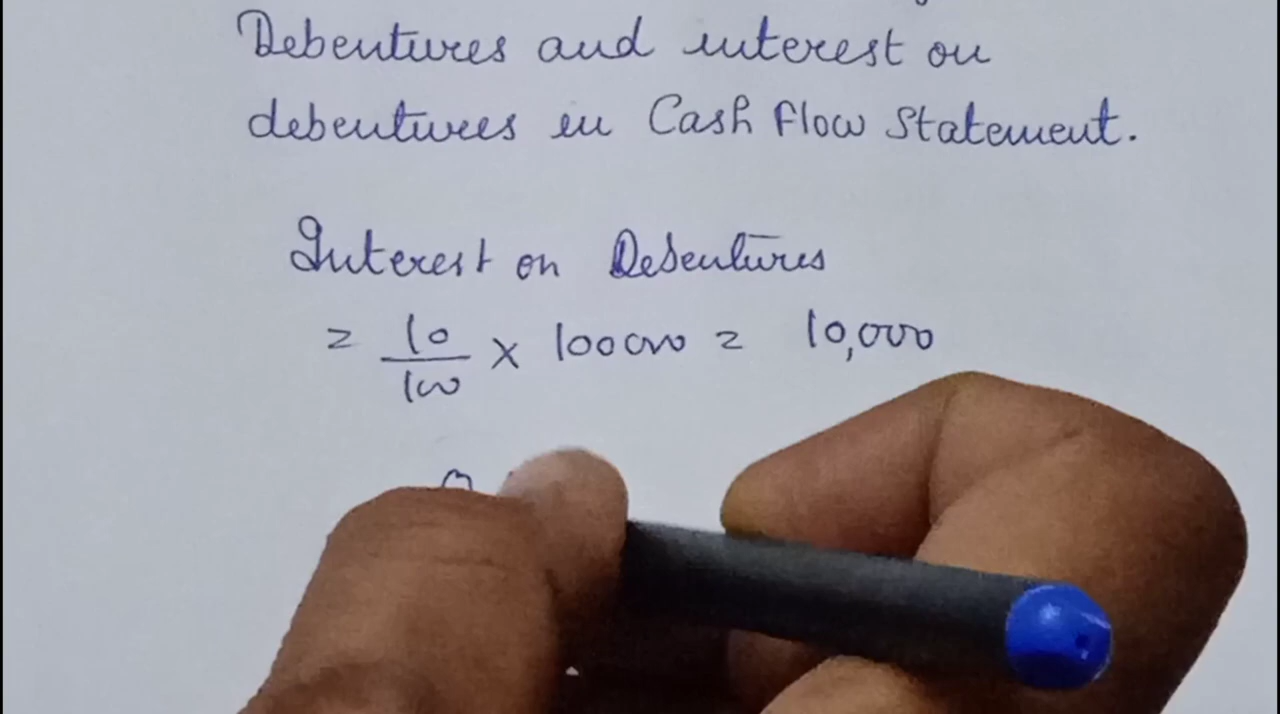 Debentures and interest on
debentures in Cash Flow Statement.
Interest on Debentures
= 10/100 × 100000 = 10,000